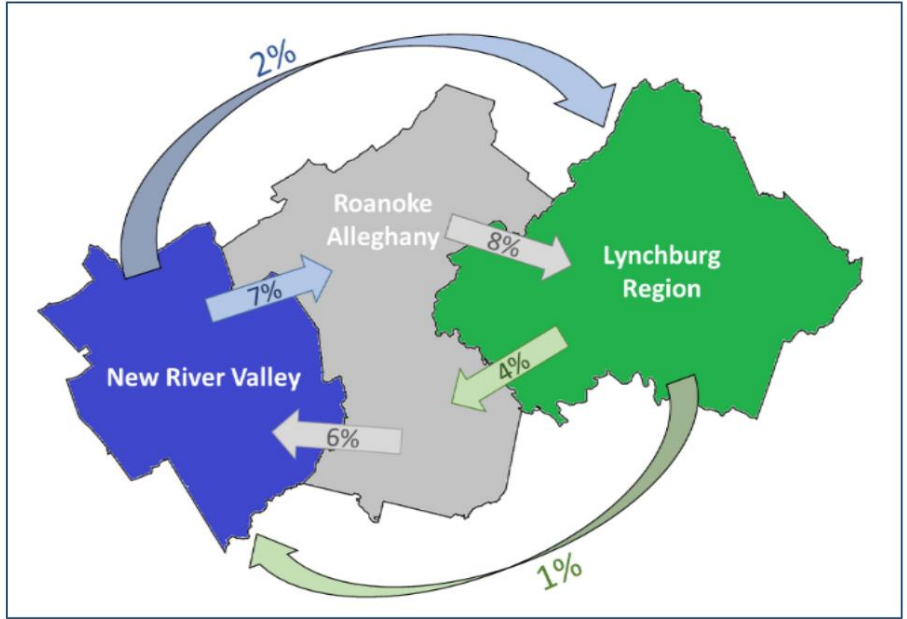 2%
Roanoke
Alleghany
8%
Lynchburg
Region
7%
New River Valley
4%
6%
1%